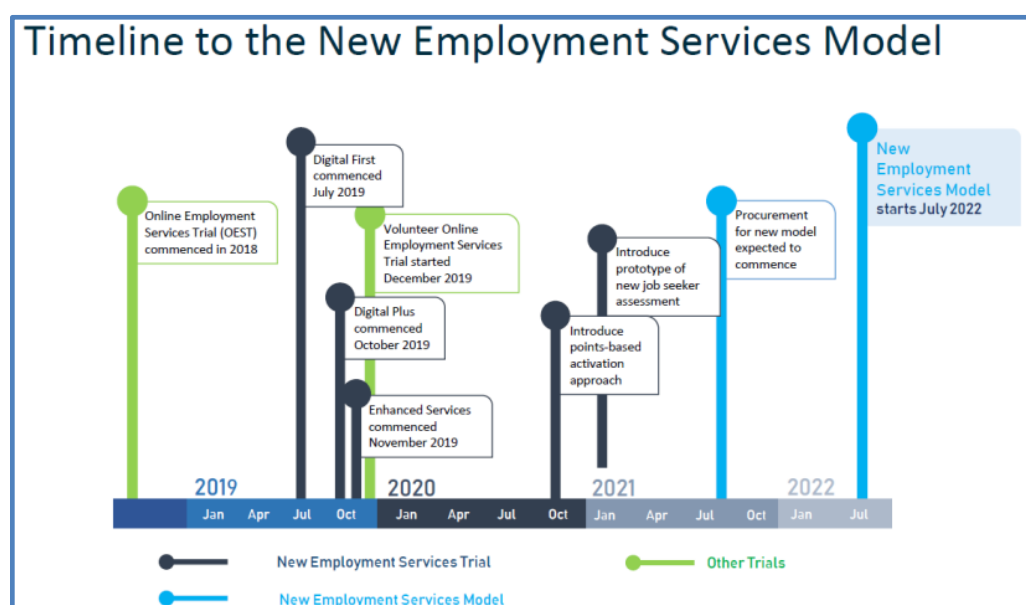 Timeline to the New Employment Services Model
Online Employment
Services Trial (OEST)
commenced in 2018
Digital First
commenced
July 2019
Volunteer Online
Employment Services
Trial started
December 2019
Digital Plus
commenced
October 2019
Enhanced Services
commenced
November 2019
Introduce
points-based
activation
approach
Introduce
prototype of
new job seeker
assessment
Procurement
for new model
expected to
commence
New
Employment
Services Model
starts July 2022
2019 2020 2021 2022
Jan Apr Jul Oct Jan Apr Jul Oct Jan Apr Jul Oct Jan Jul
New Employment Services Trial
Other Trials
New Employment Services Model